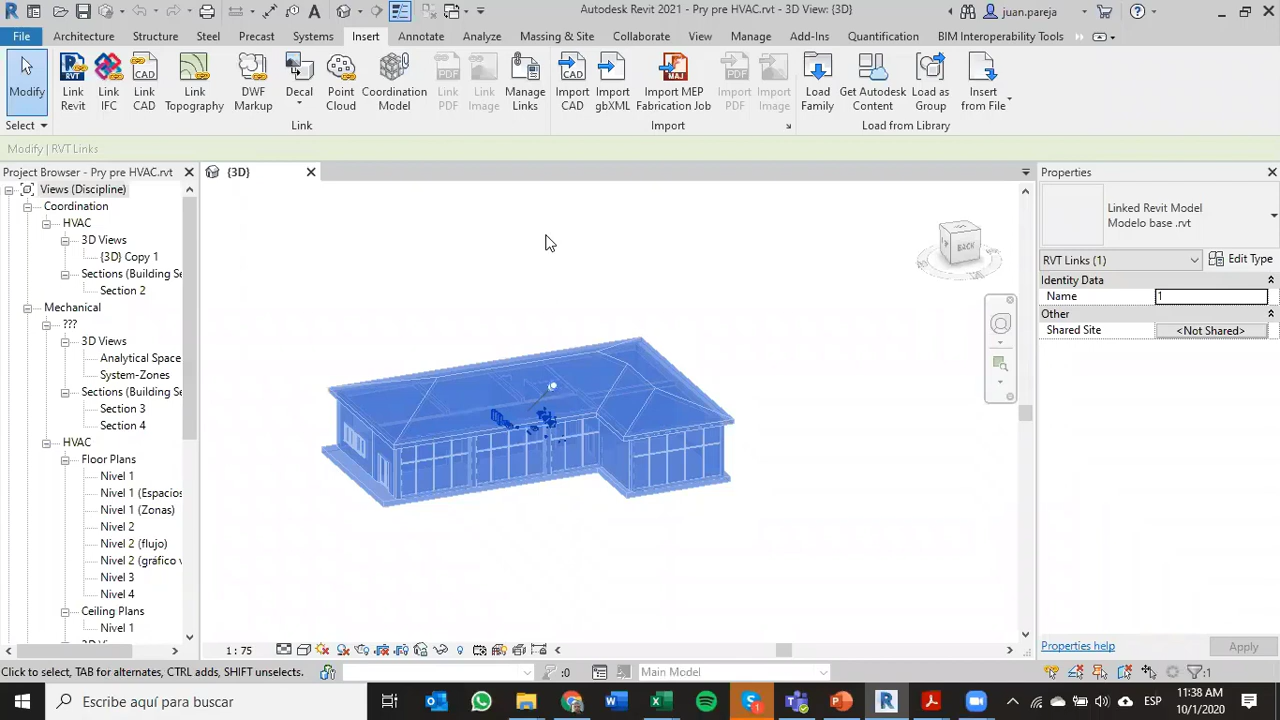 Autodesk Revit 2021 - Pry pre HVAC.rvt - 3D View: {3D}
juan.pareja
File Architecture Structure Steel Precast Systems Insert Annotate Analyze Massing & Site Collaborate View Manage Add-Ins Quantification BIM Interoperability Tools
Modify
Link Revit
Link IFC
Link CAD
Link Topography
DWF Markup
Decal
Point Cloud
Coordination Model
Link PDF
Link Image
Manage Links
Import CAD
Import gbXML
Import MEP Fabrication Job
Import PDF
Import Image
Load Family
Get Autodesk Content
Load as Group
Insert from File
Select Link Import Load from Library
Modify | RVT Links
Project Browser - Pry pre HVAC.rvt
{3D}
Properties
Views (Discipline)
Coordination
HVAC
3D Views
{3D} Copy 1
Sections (Building Se
Section 2
Mechanical
???
3D Views
Analytical Space
System-Zones
Sections (Building Se
Section 3
Section 4
HVAC
Floor Plans
Nivel 1
Nivel 1 (Espacios
Nivel 1 (Zonas)
Nivel 2
Nivel 2 (flujo)
Nivel 2 (gráfico v
Nivel 3
Nivel 4
Ceiling Plans
Nivel 1
BACK
Linked Revit Model
Modelo base .rvt
RVT Links (1)
Edit Type
Identity Data
Name 1
Other
Shared Site <Not Shared>
Properties help
Apply
1 : 75
Click to select, TAB for alternates, CTRL adds, SHIFT unselects.
:0
Main Model
:1
Escribe aquí para buscar
ESP
11:38 AM
10/1/2020